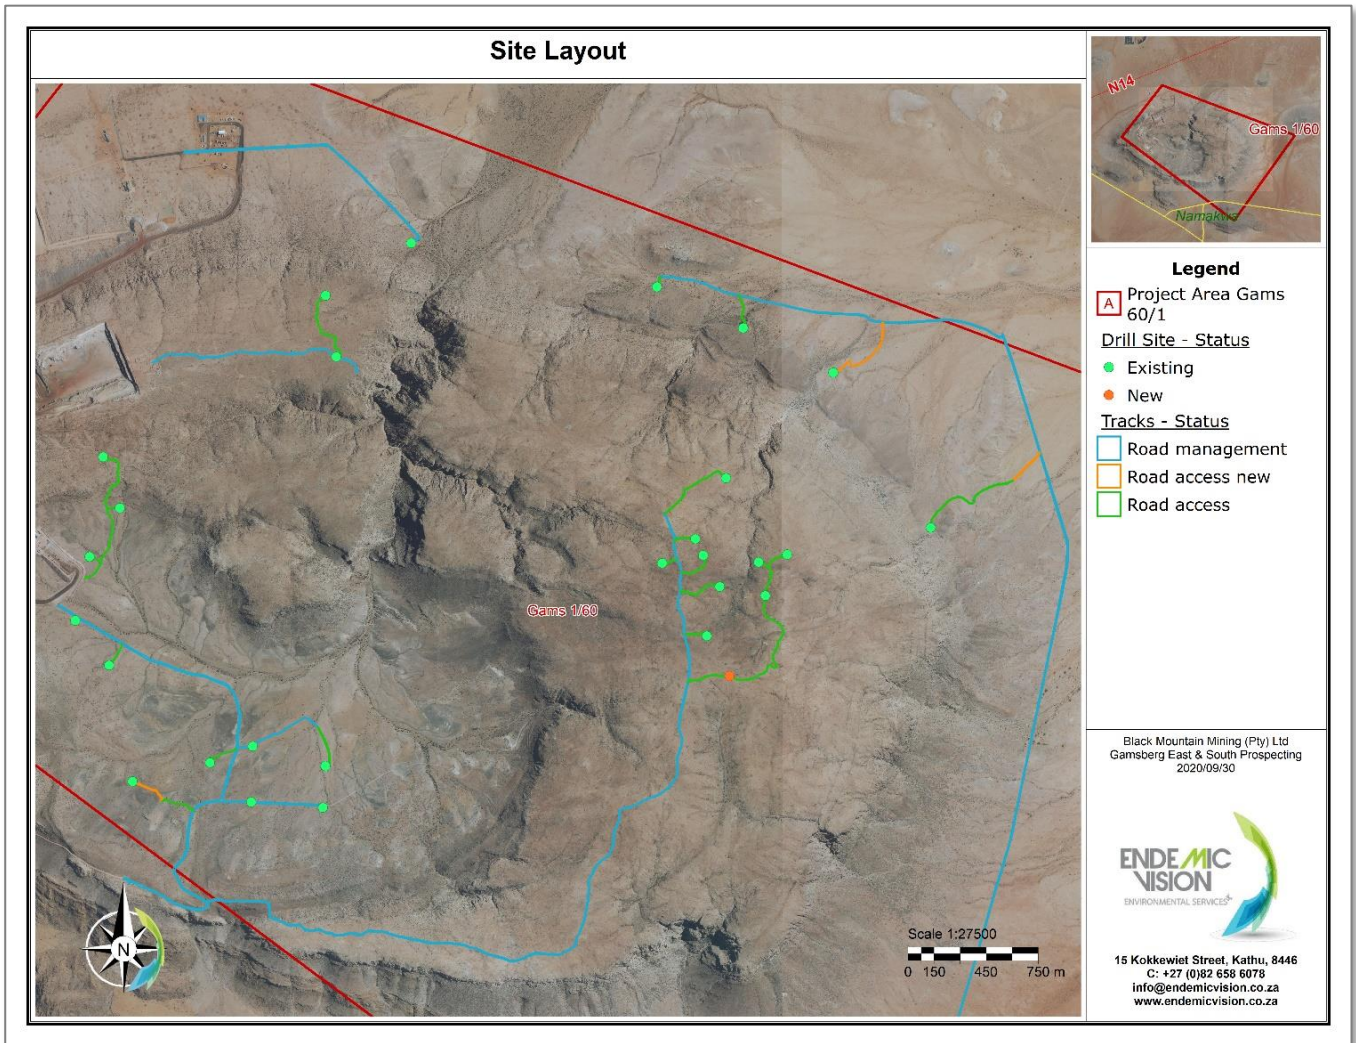 Site Layout
N14
Gams 1/60
Namakwa
Legend
A
Project Area Gams
60/1
Drill Site - Status
Existing
New
Tracks - Status
Road management
Road access new
Road access
Gams 1/60
Scale 1:27500
0 150 450 750 m
N
Black Mountain Mining (Pty) Ltd
Gamsberg East & South Prospecting
2020/09/30
ENDEMIC
VISION
ENVIRONMENTAL SERVICES
15 Kokkewiet Street, Kathu, 8446
C: +27 (0)82 658 6078
info@endemicvision.co.za
www.endemicvision.co.za